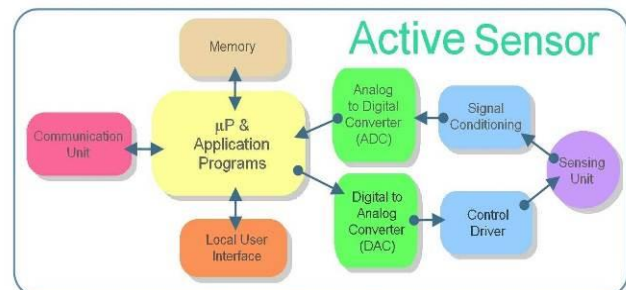 Active Sensor
Memory
Communication
Unit
μP &
Application
Programs
Local User
Interface
Analog
to Digital
Converter
(ADC)
Signal
Conditioning
Sensing
Unit
Digital to
Analog
Converter
(DAC)
Control
Driver